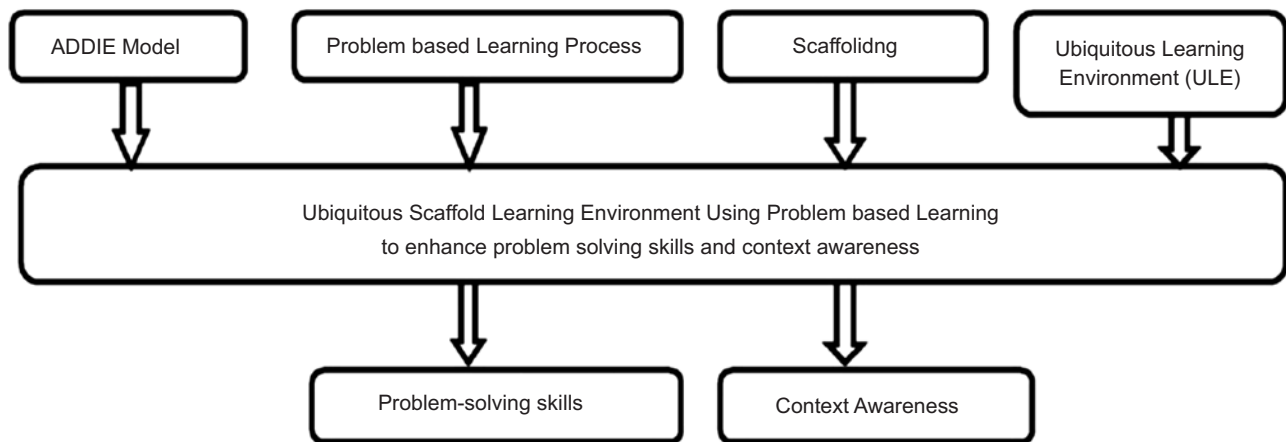 ADDIE Model
Problem based Learning Process
Scaffolidng
Ubiquitous Learning
Environment (ULE)
Ubiquitous Scaffold Learning Environment Using Problem based Learning
to enhance problem solving skills and context awareness
Problem-solving skills
Context Awareness